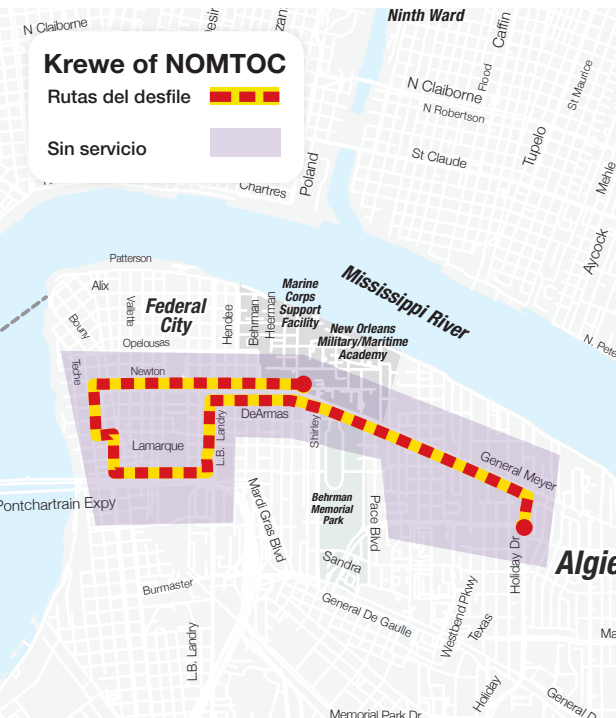 Ninth Ward
N Claiborne
Caffin
Krewe of NOMTOC
Rutas del desfile
Sin servicio
N Claiborne
Flood
N Robertson
St Maurice
St Claude
Tupelo
Mehle
Poland
Chartres
Aycock
Patterson
Alix
Vallette
Bouny
Federal
City
Hendee
Behrman
Heerman
Marine
Corps
Support
Facility
Mississippi River
New Orleans
Military/Maritime
Academy
Opelousas
Teche
Newton
Lamarque
L.B. Landry
DeArmas
Shirley
General Meyer
Pontchartrain Expy
Mardi Gras Blvd
Behrman
Memorial
Park
Pace Blvd
Holiday Dr
Sandra
Burmaster
General De Gaulle
Westbend Pkwy
Texas
L.B. Landry
Holiday
Memorial Park Dr